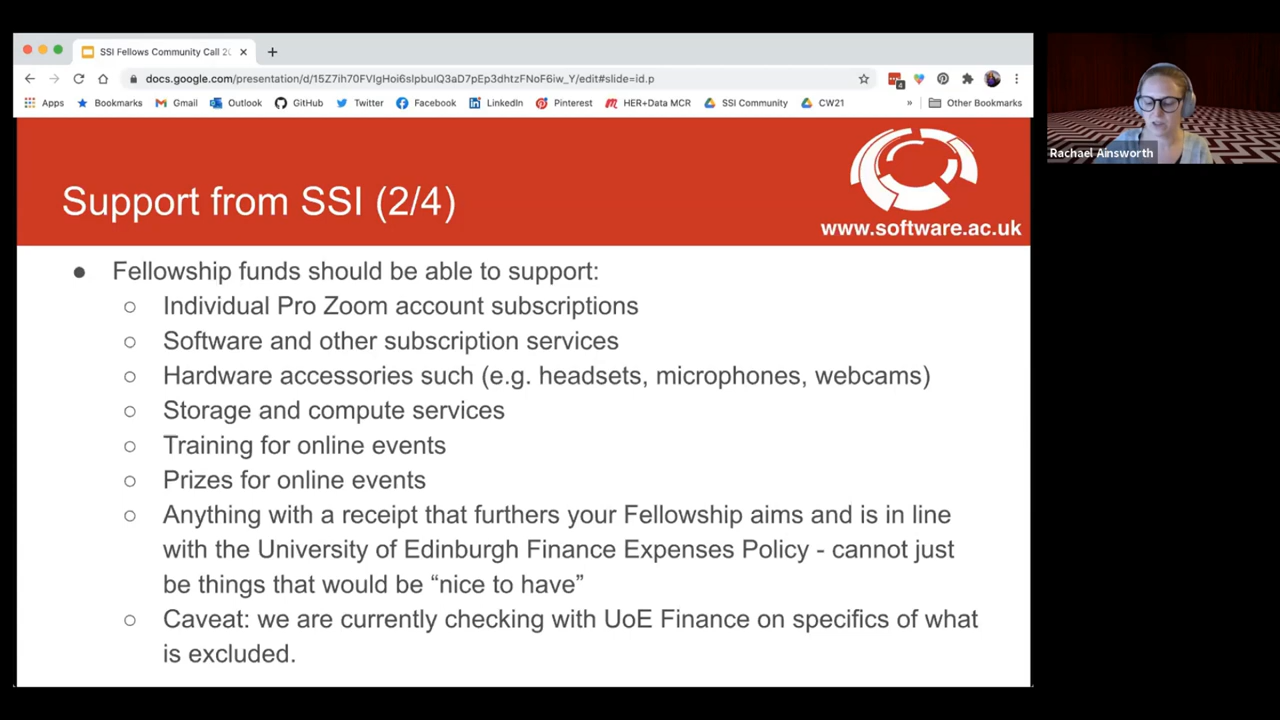 SSI Fellows Community Call 20
docs.google.com/presentation/d/15Z7ih70FVIgHoi6slpbuIQ3aD7pEp3dhtzFNoF6iw_Y/edit#slide=id.p
4
Apps Bookmarks Gmail Outlook GitHub Twitter Facebook LinkedIn Pinterest HER+Data MCR SSI Community CW21 » Other Bookmarks
Support from SSI (2/4)
www.software.ac.uk
Rachael Ainsworth
● Fellowship funds should be able to support:
○ Individual Pro Zoom account subscriptions
○ Software and other subscription services
○ Hardware accessories such (e.g. headsets, microphones, webcams)
○ Storage and compute services
○ Training for online events
○ Prizes for online events
○ Anything with a receipt that furthers your Fellowship aims and is in line
with the University of Edinburgh Finance Expenses Policy - cannot just
be things that would be “nice to have”
○ Caveat: we are currently checking with UoE Finance on specifics of what
is excluded.